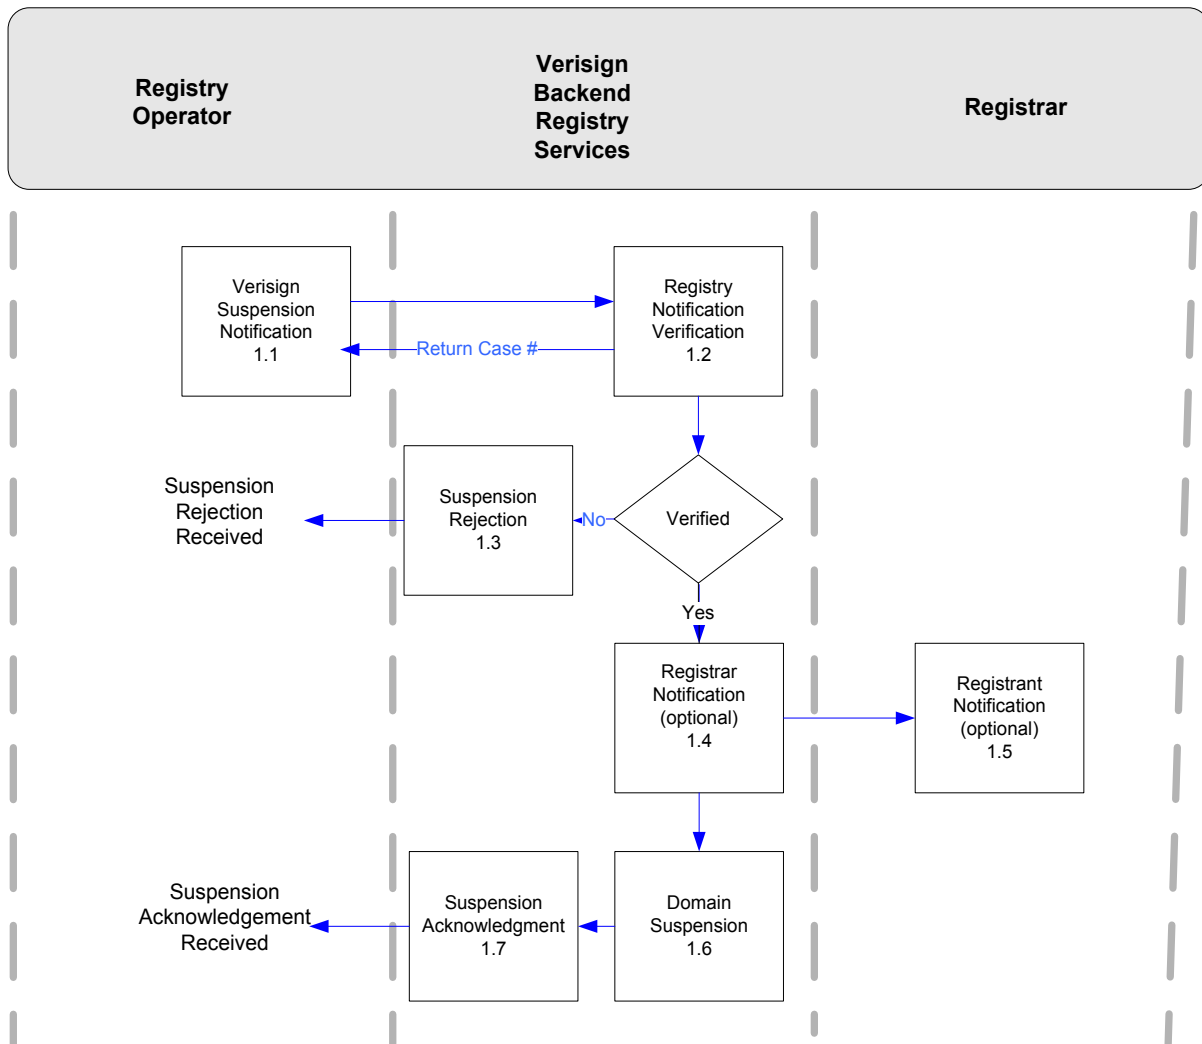 Registry
Operator
Verisign
Backend
Registry
Services
Registrar
Verisign
Suspension
Notification
1.1
Registry
Notification
Verification
1.2
Return Case #
Suspension
Rejection
Received
Suspension
Rejection
1.3
No
Verified
Yes
Registrar
Notification
(optional)
1.4
Registrant
Notification
(optional)
1.5
Suspension
Acknowledgement
Received
Suspension
Acknowledgment
1.7
Domain
Suspension
1.6